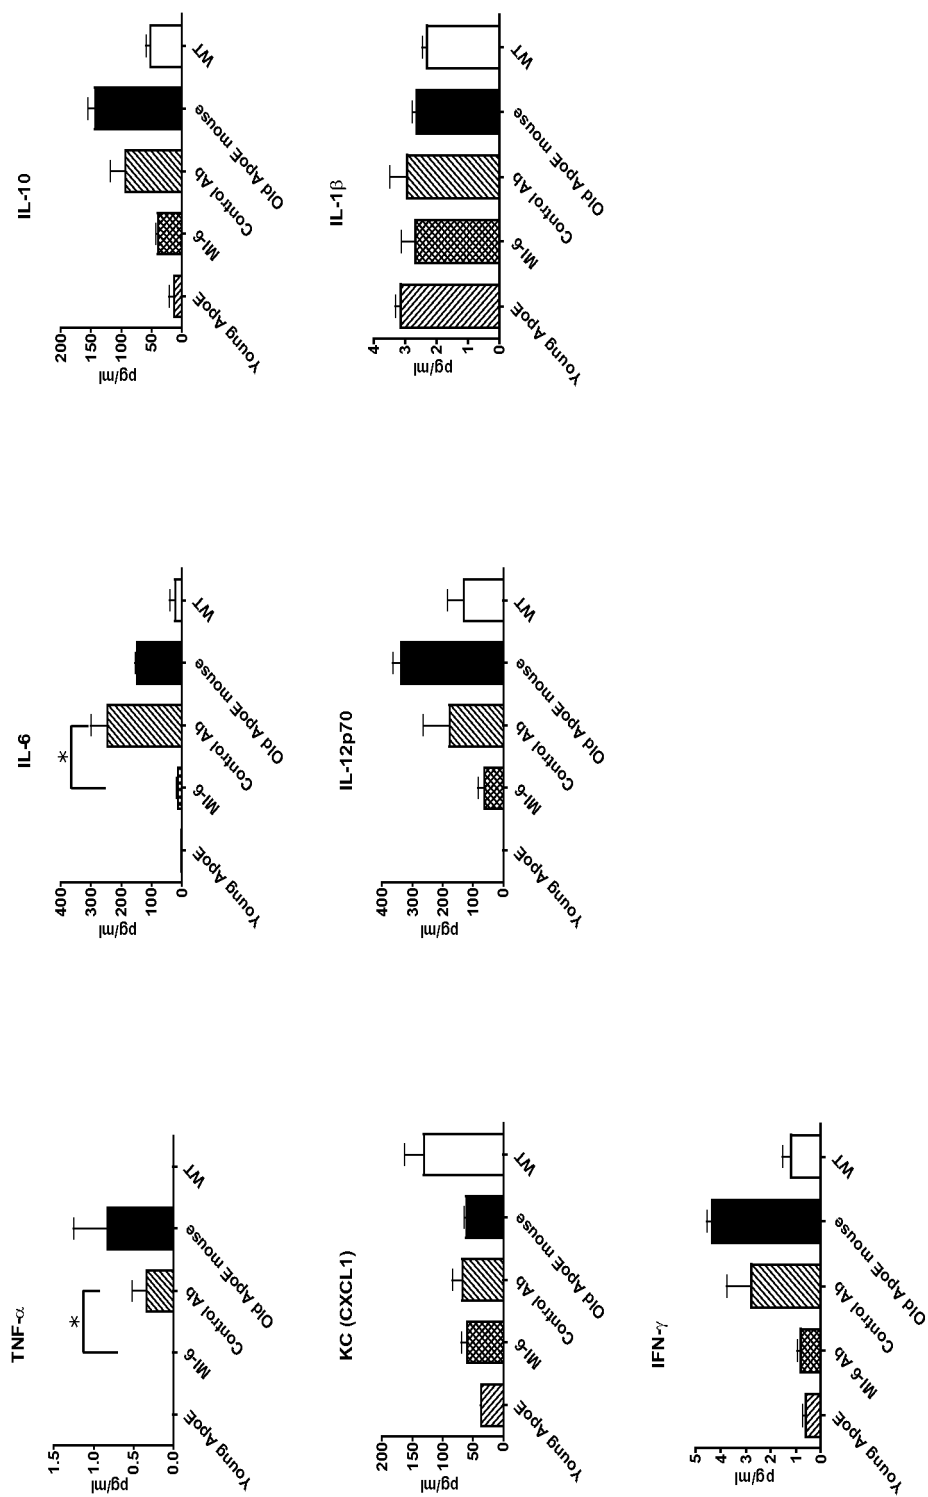 TNF-α
pg/ml
1.5
1.0
0.5
0.0
Young ApoE
MI-6
Control Ab
Old ApoE mouse
WT
*
IL-6
pg/ml
400
300
200
100
0
Young ApoE
MI-6
Control Ab
Old ApoE mouse
WT
*
IL-10
pg/ml
200
150
100
50
0
Young ApoE
MI-6
Control Ab
Old ApoE mouse
WT
KC (CXCL1)
pg/ml
200
150
100
50
0
Young ApoE
MI-6
Control Ab
Old ApoE mouse
WT
IL-12p70
pg/ml
400
300
200
100
0
Young ApoE
MI-6
Control Ab
Old ApoE mouse
WT
IL-1β
pg/ml
4
3
2
1
0
Young ApoE
MI-6
Control Ab
Old ApoE mouse
WT
IFN-γ
pg/ml
5
4
3
2
1
0
Young ApoE
MI-6 Ab
Control Ab
Old ApoE mouse
WT